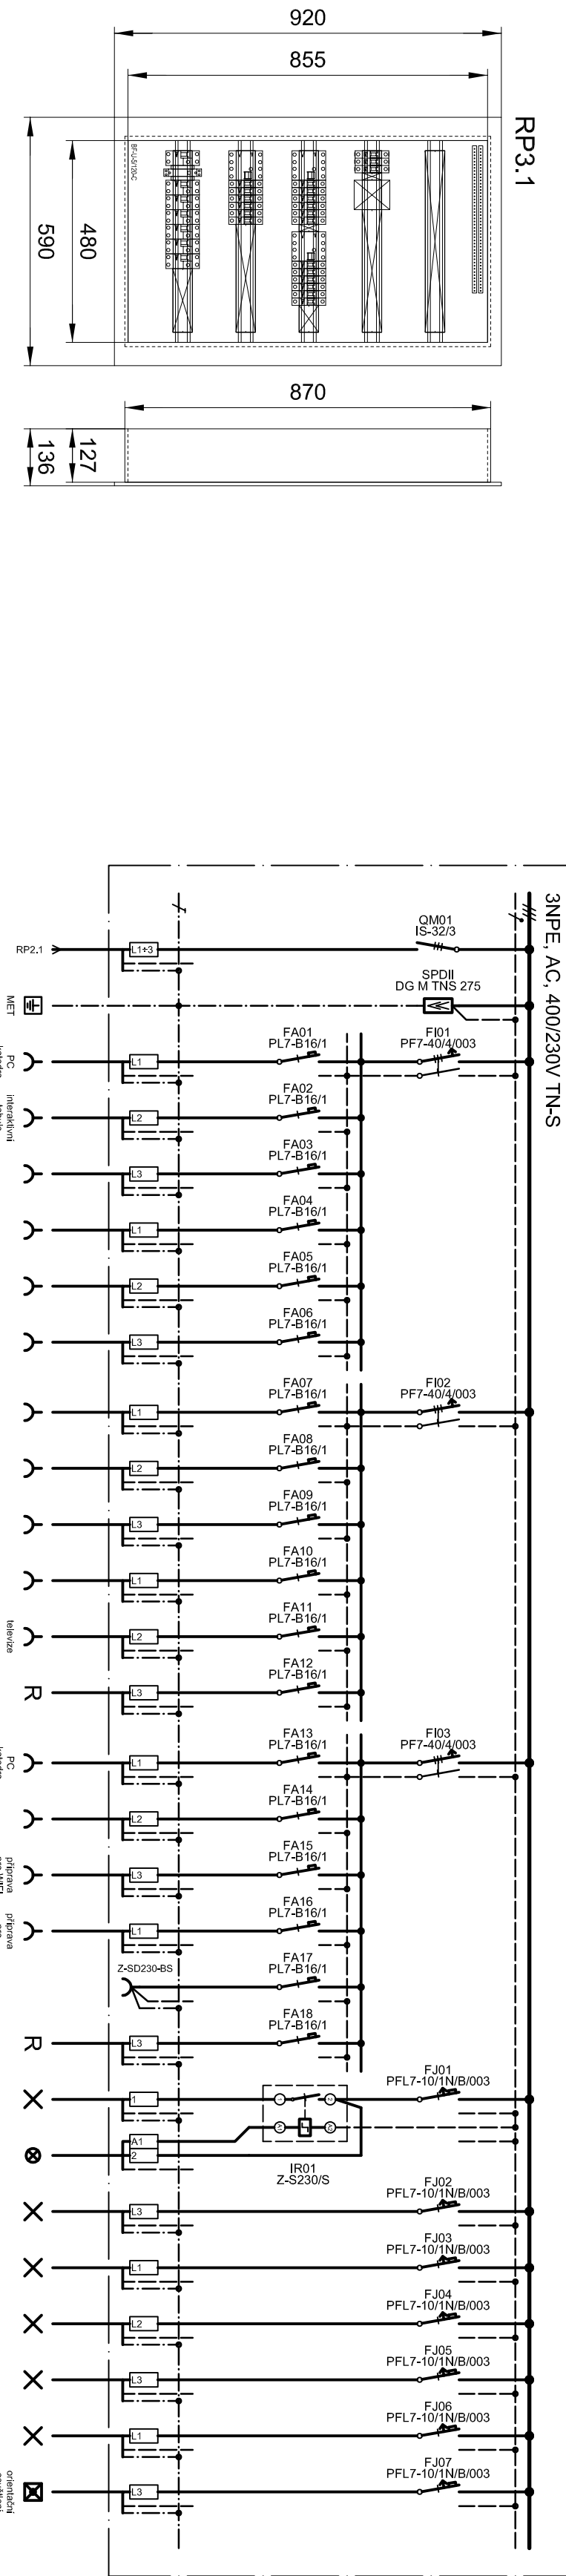 920
855
RP3.1
BF-U-5/120-C
480
590
870
127
136
3NPE, AC, 400/230V TN-S
QM01
IS-32/3
RP2.1
L1÷3
SPDII
DG M TNS 275
MET
FI01
PF7-40/4/003
FA01
PL7-B16/1
L1
PC
FA02
PL7-B16/1
L2
interaktivní
FA03
PL7-B16/1
L3
FA04
PL7-B16/1
L1
FA05
PL7-B16/1
L2
FA06
PL7-B16/1
L3
FI02
PF7-40/4/003
FA07
PL7-B16/1
L1
FA08
PL7-B16/1
L2
FA09
PL7-B16/1
L3
FA10
PL7-B16/1
L1
FA11
PL7-B16/1
L2
televize
FA12
PL7-B16/1
L3
R
FI03
PF7-40/4/003
FA13
PL7-B16/1
L1
PC
FA14
PL7-B16/1
L2
FA15
PL7-B16/1
L3
příprava
FA16
PL7-B16/1
L1
příprava
FA17
PL7-B16/1
Z-SD230-BS
FA18
PL7-B16/1
L3
R
FJ01
PFL7-10/1N/B/003
1
1
2
A1
A2
A1
2
IR01
Z-S230/S
FJ02
PFL7-10/1N/B/003
L3
FJ03
PFL7-10/1N/B/003
L1
FJ04
PFL7-10/1N/B/003
L2
FJ05
PFL7-10/1N/B/003
L3
FJ06
PFL7-10/1N/B/003
L1
FJ07
PFL7-10/1N/B/003
L3
orientační